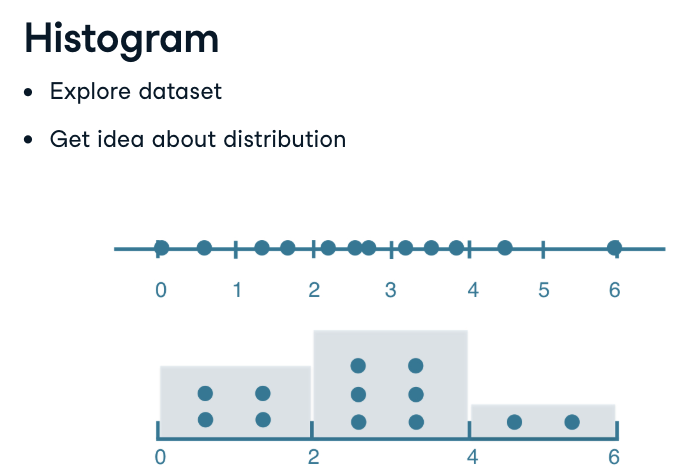 Histogram
• Explore dataset
• Get idea about distribution
0 1 2 3 4 5 6
0 2 4 6